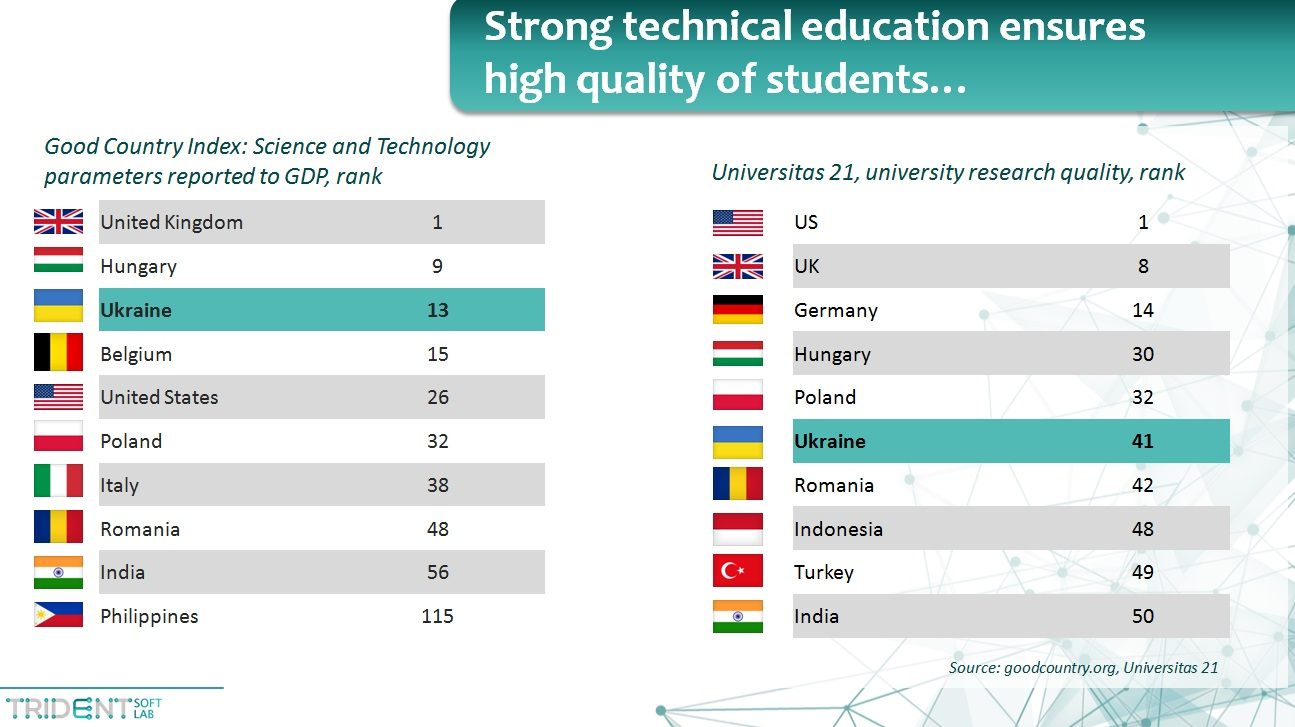 Strong technical education ensures
high quality of students…
Good Country Index: Science and Technology
parameters reported to GDP, rank
United Kingdom 1
Hungary 9
Ukraine 13
Belgium 15
United States 26
Poland 32
Italy 38
Romania 48
India 56
Philippines 115
Universitas 21, university research quality, rank
US 1
UK 8
Germany 14
Hungary 30
Poland 32
Ukraine 41
Romania 42
Indonesia 48
Turkey 49
India 50
Source: goodcountry.org, Universitas 21
TRIDENT SOFT
LAB